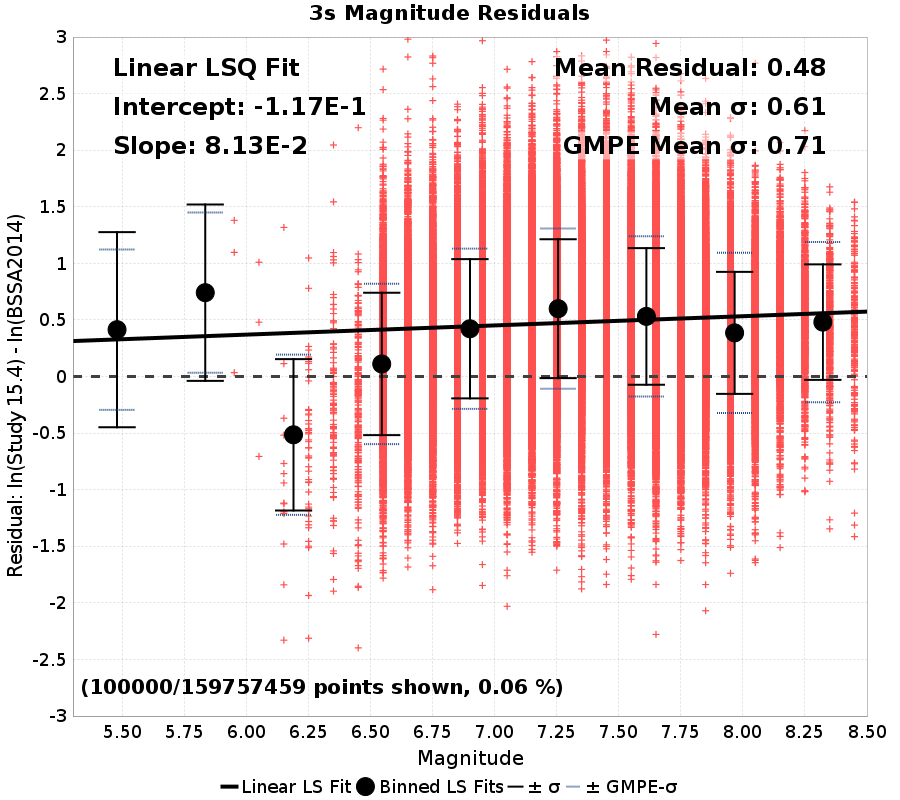 3s Magnitude Residuals
Linear LSQ Fit
Intercept: -1.17E-1
Slope: 8.13E-2
Mean Residual: 0.48
Mean σ: 0.61
GMPE Mean σ: 0.71
Residual: ln(Study 15.4) - ln(BSSA2014)
3
2.5
2
1.5
1
0.5
0
-0.5
-1
-1.5
-2
-2.5
-3
(100000/159757459 points shown, 0.06 %)
5.50 5.75 6.00 6.25 6.50 6.75 7.00 7.25 7.50 7.75 8.00 8.25 8.50
Magnitude
Linear LS Fit Binned LS Fits ± σ ± GMPE-σ